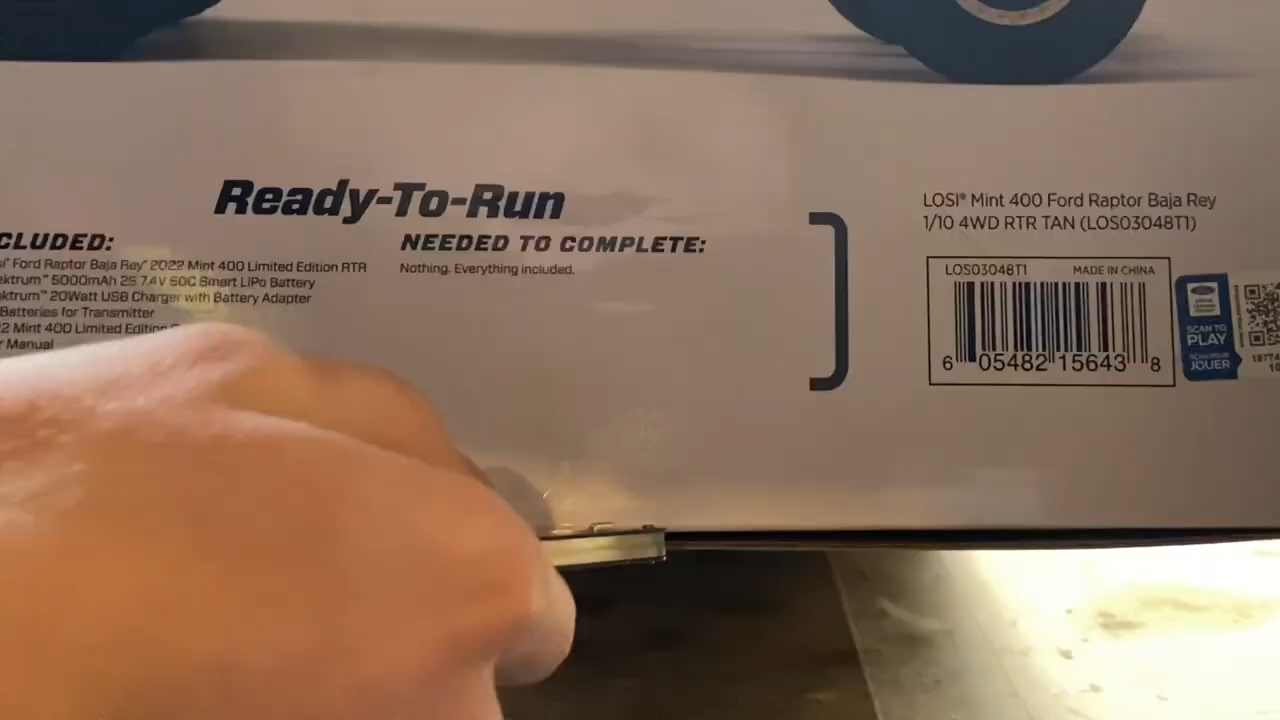 Ready-To-Run
CLUDED:
Ford Raptor Baja Rey® 2022 Mint 400 Limited Edition RTR
ektrum™ 5000mAh 2S 7.4V 50C Smart LiPo Battery
ektrum™ 20Watt USB Charger with Battery Adapter
Batteries for Transmitter
2 Mint 400 Limited Edition
Manual
NEEDED TO COMPLETE:
Nothing. Everything included.
LOSI® Mint 400 Ford Raptor Baja Rey
1/10 4WD RTR TAN (LOS03048T1)
LOS03048T1 MADE IN CHINA
6 05482 15643 8
SCAN TO
PLAY
SCAN POUR
JOUER